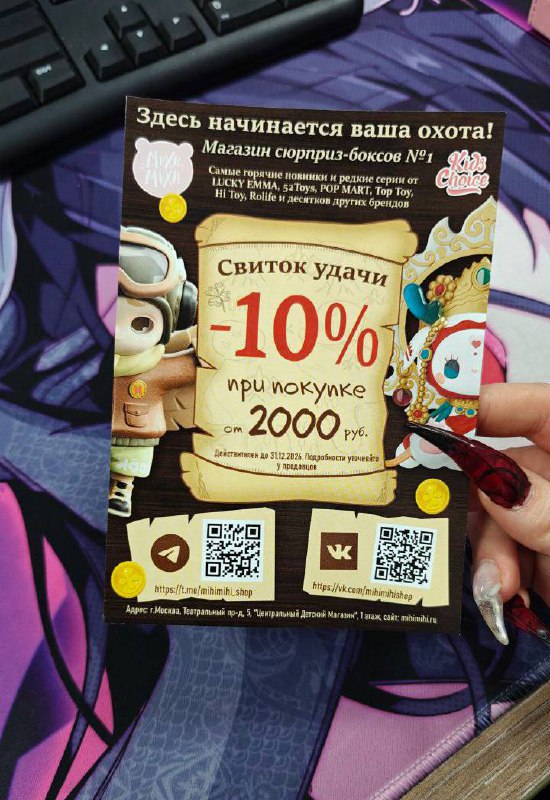 Здесь начинается ваша охота!
Магазин сюрприз-боксов №1
Михи
Михи
Kids
Choice
Самые горячие новинки и редкие серии от
LUCKY EMMA, 52Toys, POP MART, Top Toy,
Hi Toy, Rolife и десятков других брендов
Свиток удачи
-10%
при покупке
от 2000 руб.
Действителен до 31.12.2026. Подробности уточняйте
у продавцов
https://t.me/mihimihi_shop
https://vk.com/mihimihishop
Адрес: г.Москва, Театральный пр-д, 5, "Центральный Детский Магазин", 1 этаж, сайт: mihimihi.ru